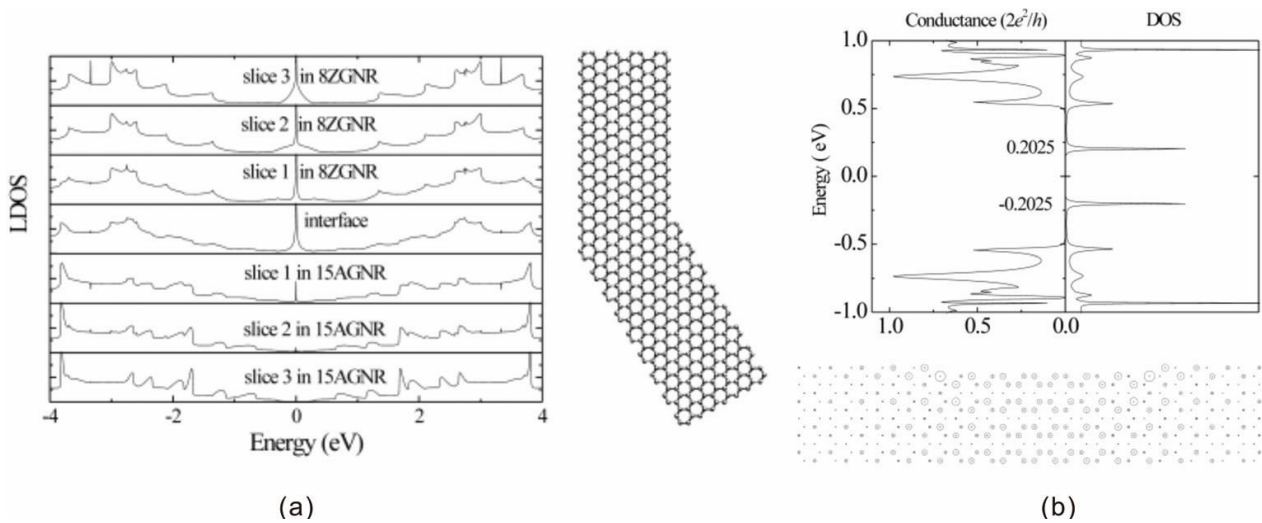 LDOS
slice 3 in 8ZGNR
slice 2 in 8ZGNR
slice 1 in 8ZGNR
interface
slice 1 in 15AGNR
slice 2 in 15AGNR
slice 3 in 15AGNR
-4 -2 0 2 4
Energy (eV)
(a)
Conductance (2e²/h) DOS
Energy ( eV)
1.0
0.5
0.0
-0.5
-1.0
0.2025
-0.2025
1.0 0.5 0.0
(b)